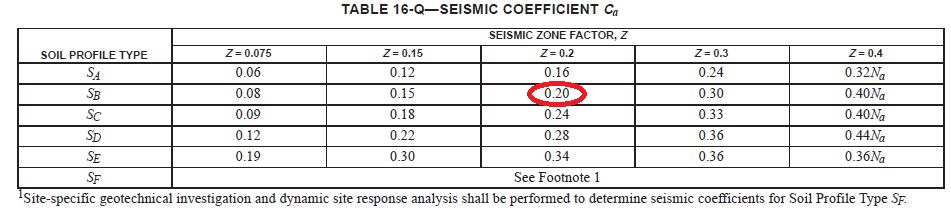 TABLE 16-Q—SEISMIC COEFFICIENT Ca
SEISMIC ZONE FACTOR, Z
SOIL PROFILE TYPE Z = 0.075 Z = 0.15 Z = 0.2 Z = 0.3 Z = 0.4
SA 0.06 0.12 0.16 0.24 0.32Na
SB 0.08 0.15 0.20 0.30 0.40Na
SC 0.09 0.18 0.24 0.33 0.40Na
SD 0.12 0.22 0.28 0.36 0.44Na
SE 0.19 0.30 0.34 0.36 0.36Na
SF See Footnote 1
1Site-specific geotechnical investigation and dynamic site response analysis shall be performed to determine seismic coefficients for Soil Profile Type SF.